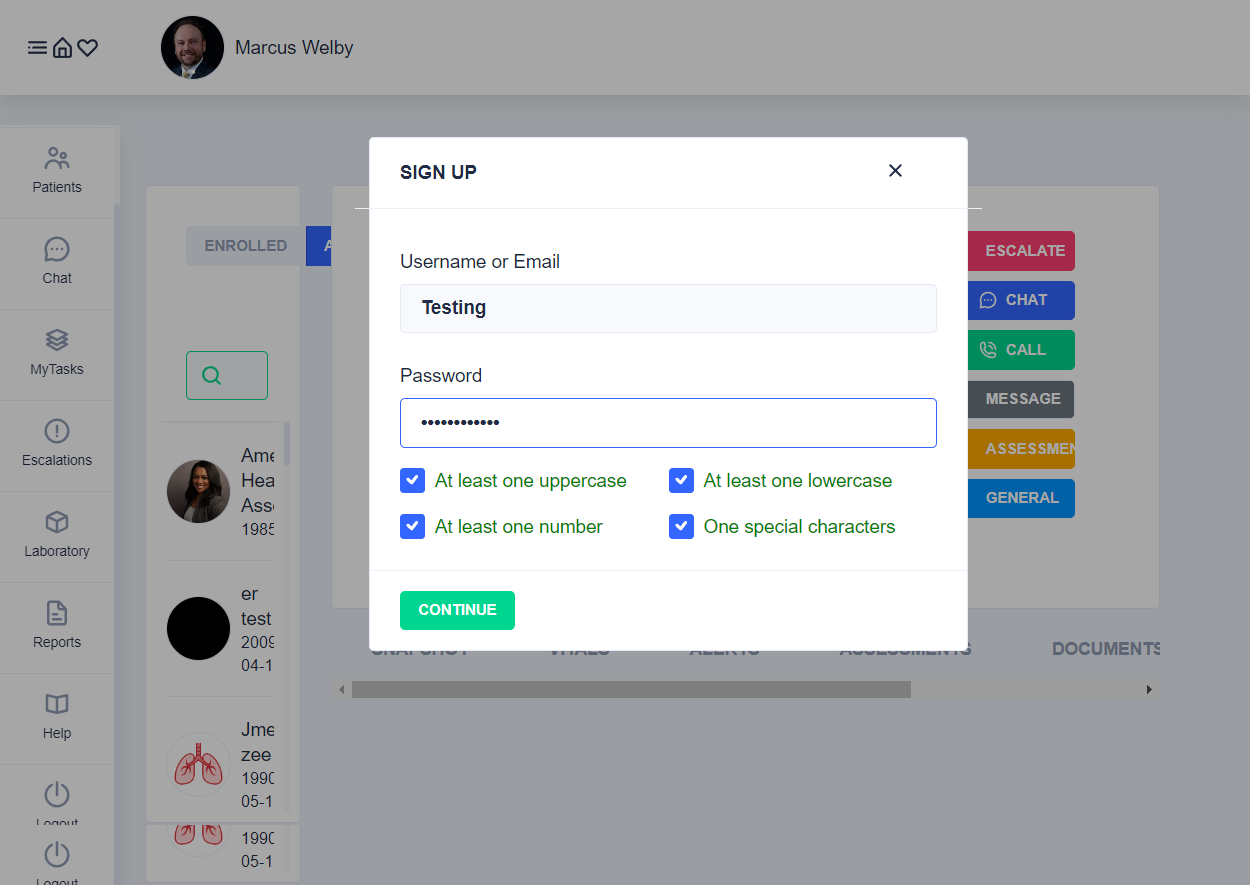 Marcus Welby
Patients
Chat
MyTasks
Escalations
Laboratory
Reports
Help
Logout
Logout
ENROLLED
A
Ame
Hea
Ass
1985
er
test
2009
04-1
Jme
zee
1990
05-1
1990
05-1
SIGN UP
Username or Email
Testing
Password
••••••••••••
At least one uppercase
At least one lowercase
At least one number
One special characters
CONTINUE
ESCALATE
CHAT
CALL
MESSAGE
ASSESSMEN
GENERAL
SNAPSHOT
VITALS
ALERTS
ASSESSMENTS
DOCUMENTS